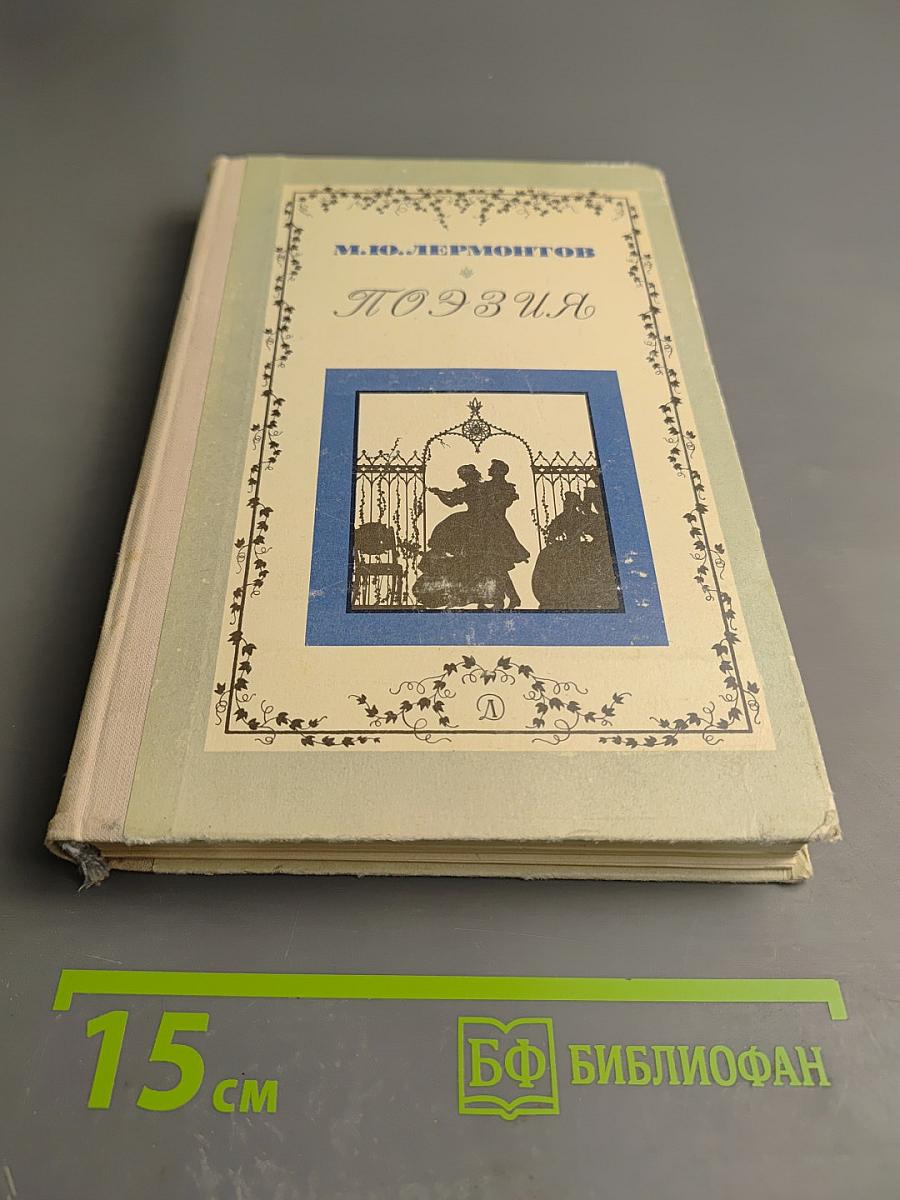 М.Ю.ЛЕРМОНТОВ
ПОЭЗИЯ
Д
15 см
БФ БИБЛИОФАН